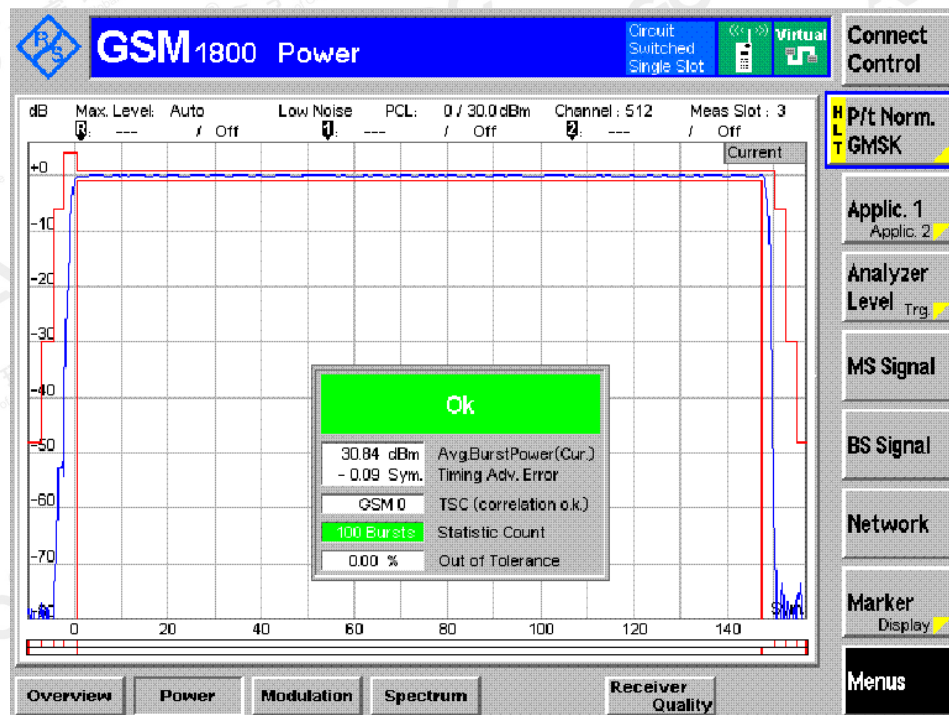 R&S
GSM 1800 Power
Circuit Switched Single Slot
Virtual
Connect Control
dB Max. Level: Auto Low Noise PCL: 0 / 30.0 dBm Channel : 512 Meas Slot : 3
R: --- / Off 1: --- / Off 2: --- / Off
Current
HLT
P/t Norm.
GMSK
Applic. 1
Applic. 2
Analyzer
Level Trg.
MS Signal
BS Signal
Network
Marker
Display
Menus
+0
-10
-20
-30
-40
-50
-60
-70
Ok
30.84 dBm Avg.BurstPower(Cur.)
- 0.09 Sym. Timing Adv. Error
GSM 0 TSC (correlation o.k.)
100 Bursts Statistic Count
0.00 % Out of Tolerance
0 20 40 60 80 100 120 140
Overview Power Modulation Spectrum Receiver Quality